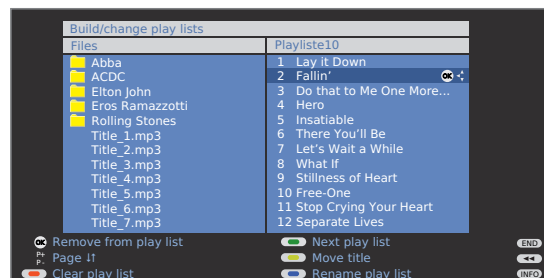 Build/change play lists
Files
Playliste10
Abba
ACDC
Elton John
Eros Ramazzotti
Rolling Stones
Title_1.mp3
Title_2.mp3
Title_3.mp3
Title_4.mp3
Title_5.mp3
Title_6.mp3
Title_7.mp3
1 Lay it Down
2 Fallin’ OK
3 Do that to Me One More...
4 Hero
5 Insatiable
6 There You’ll Be
7 Let’s Wait a While
8 What If
9 Stillness of Heart
10 Free-One
11 Stop Crying Your Heart
12 Separate Lives
OK Remove from play list
P+ P- Page ↓↑
Clear play list
Next play list
Move title
Rename play list
END
◄◄
INFO